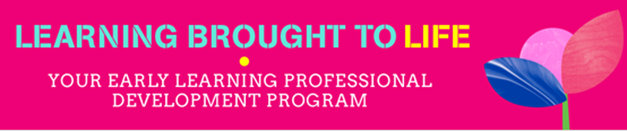 LEARNING BROUGHT TO LIFE
YOUR EARLY LEARNING PROFESSIONAL
DEVELOPMENT PROGRAM